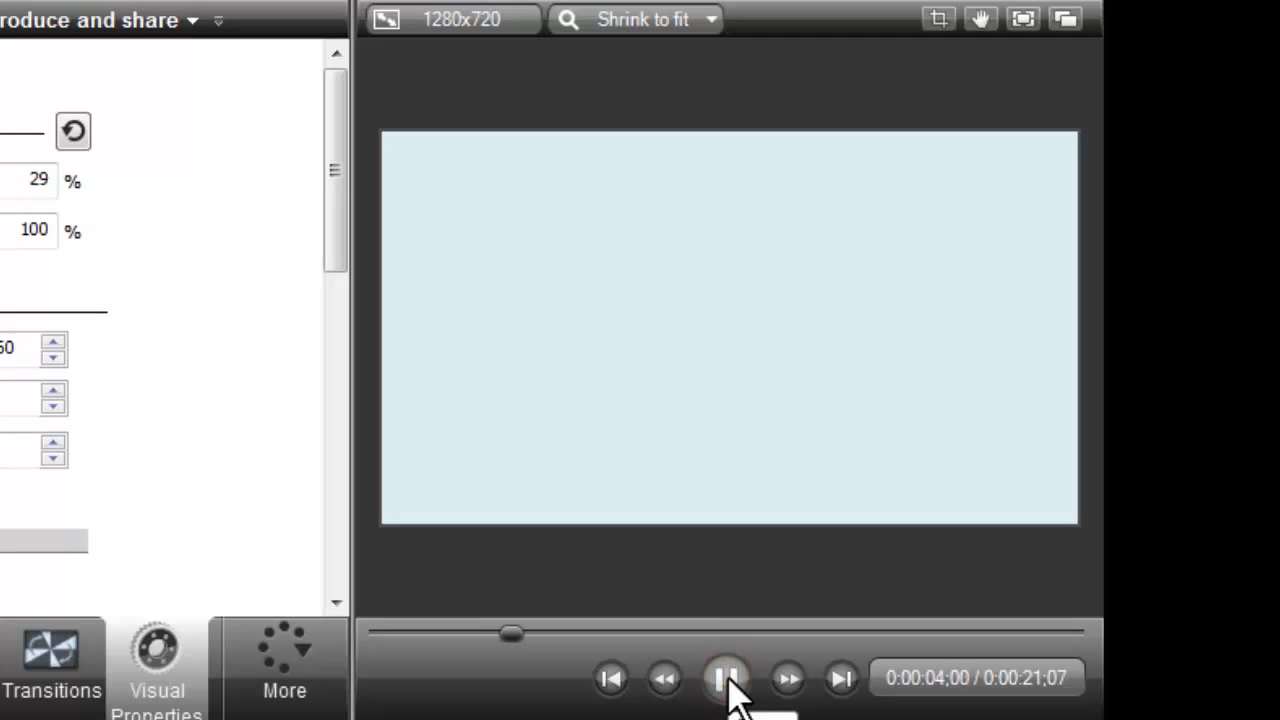 roduce and share
1280x720
Shrink to fit
29 %
100 %
60
Transitions
Visual
Properties
More
0:00:04;00 / 0:00:21;07